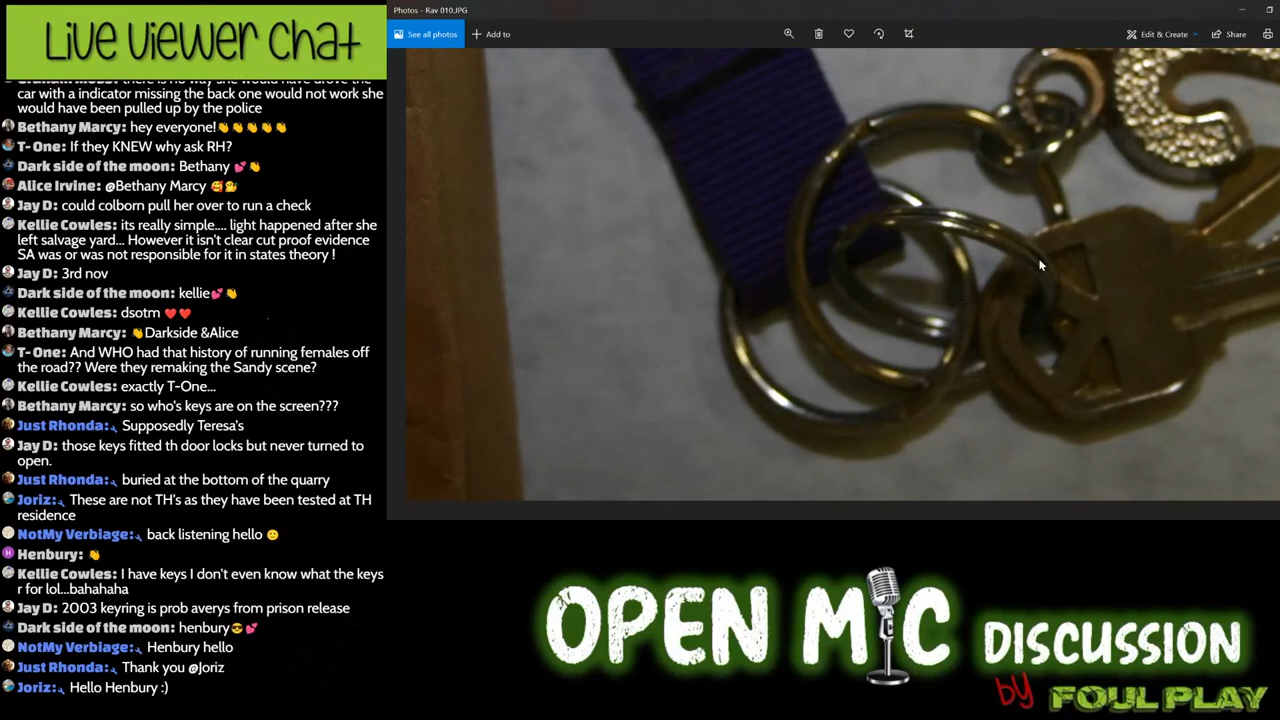 Live Viewer Chat
there is no way she would have drove the
car with a indicator missing the back one would not work she
would have been pulled up by the police
Bethany Marcy: hey everyone!👏👏👏👏👏
T- One: If they KNEW why ask RH?
Dark side of the moon: Bethany 💕👏
Alice Irvine: @Bethany Marcy 🥰🤗
Jay D: could colborn pull her over to run a check
Kellie Cowles: its really simple.... light happened after she
left salvage yard... However it isn't clear cut proof evidence
SA was or was not responsible for it in states theory !
Jay D: 3rd nov
Dark side of the moon: kellie💕👏
Kellie Cowles: dsotm ❤️❤️
Bethany Marcy: 👏Darkside &Alice
T- One: And WHO had that history of running females off
the road?? Were they remaking the Sandy scene?
Kellie Cowles: exactly T-One...
Bethany Marcy: so who's keys are on the screen???
Just Rhonda: Supposedly Teresa's
Jay D: those keys fitted th door locks but never turned to
open.
Just Rhonda: buried at the bottom of the quarry
Joriz: These are not TH's as they have been tested at TH
residence
NotMy Verbiage: back listening hello 🙂
Henbury: 👏
Kellie Cowles: I have keys I don't even know what the keys
r for lol...bahahaha
Jay D: 2003 keyring is prob averys from prison release
Dark side of the moon: henbury😎💕
NotMy Verbiage: Henbury hello
Just Rhonda: Thank you @Joriz
Joriz: Hello Henbury :)
Photos - Rav 010.JPG
See all photos
Add to
Edit & Create
Share
OPEN MIC
DISCUSSION
by FOUL PLAY